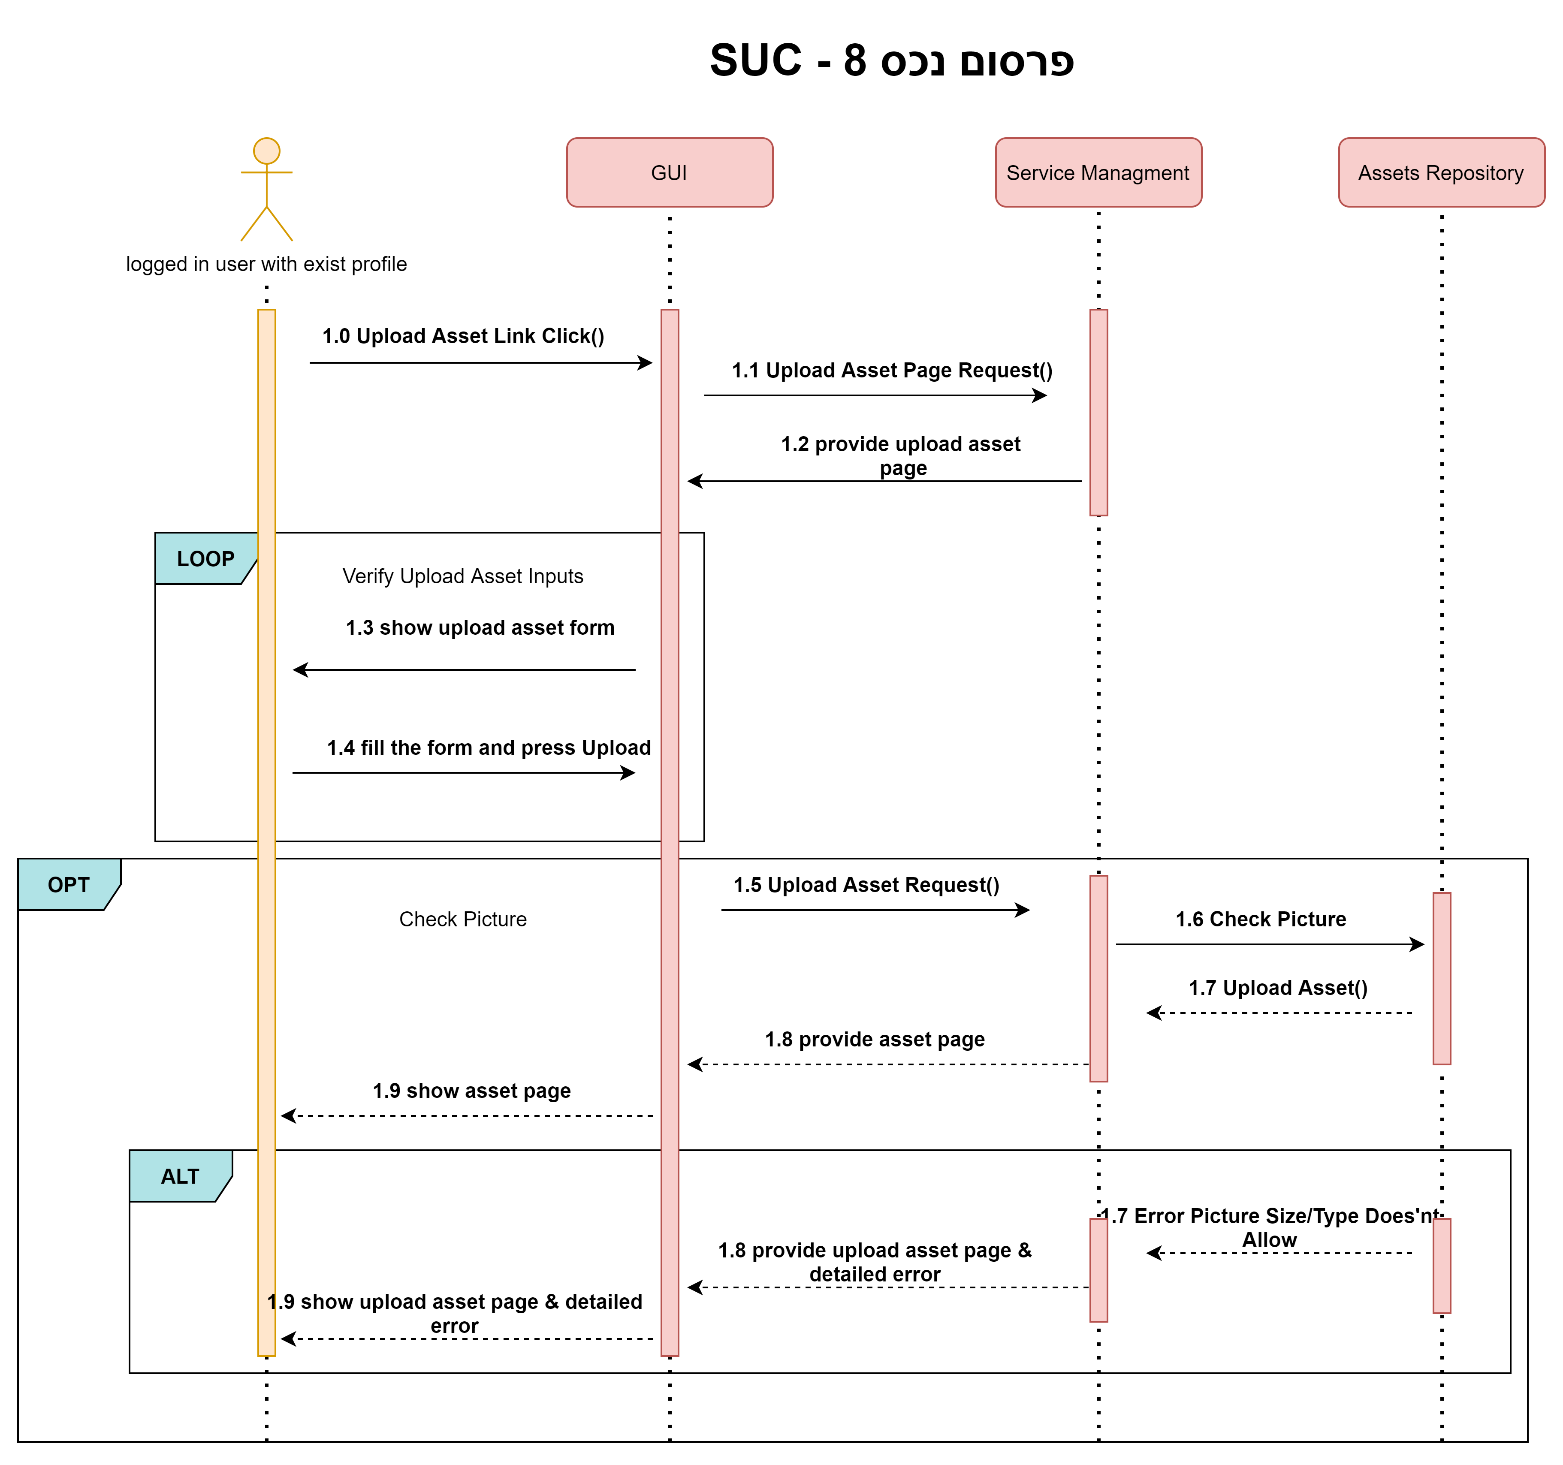 SUC - 8 פרסום נכס
GUI
Service Managment
Assets Repository
logged in user with exist profile
1.0 Upload Asset Link Click()
1.1 Upload Asset Page Request()
1.2 provide upload asset
page
LOOP
Verify Upload Asset Inputs
1.3 show upload asset form
1.4 fill the form and press Upload
OPT
1.5 Upload Asset Request()
Check Picture
1.6 Check Picture
1.7 Upload Asset()
1.8 provide asset page
1.9 show asset page
ALT
1.7 Error Picture Size/Type Does'nt
Allow
1.8 provide upload asset page &
detailed error
1.9 show upload asset page & detailed
error